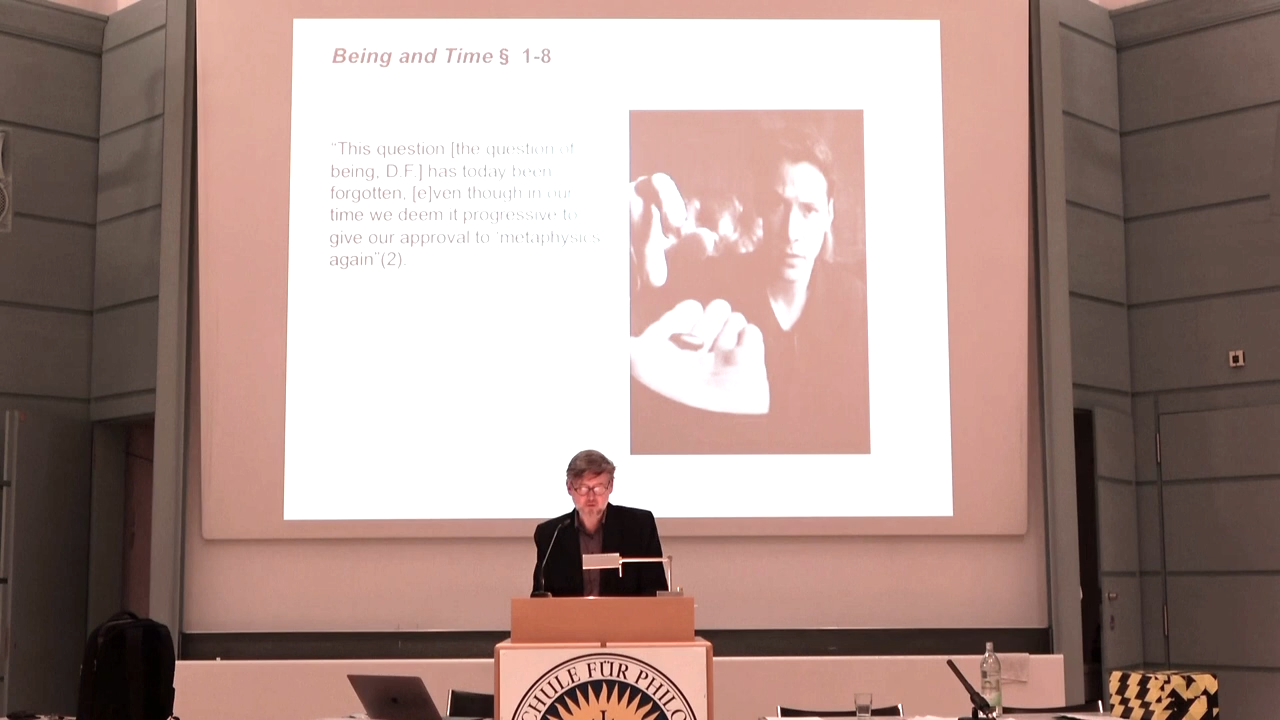 Being and Time § 1-8
"This question [the question of
being, D.F.] has today been
forgotten, [e]ven though in our
time we deem it progressive to
give our approval to 'metaphysics
again"(2).
CHULE FÜR PHILO